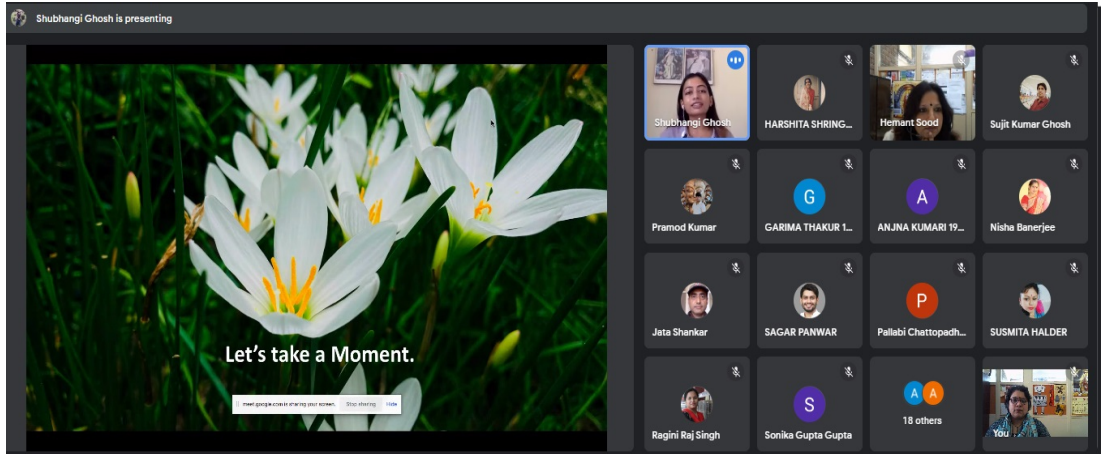 Shubhangi Ghosh is presenting
Let's take a Moment.
meet.google.com is sharing your screen. Stop sharing Hide
Shubhangi Ghosh
HARSHITA SHRING...
Hemant Sood
Sujit Kumar Ghosh
Pramod Kumar
G
GARIMA THAKUR 1...
A
ANJNA KUMARI 19...
Nisha Banerjee
Jata Shankar
SAGAR PANWAR
P
Pallabi Chattopadh...
SUSMITA HALDER
Ragini Raj Singh
S
Sonika Gupta Gupta
A A
18 others
You